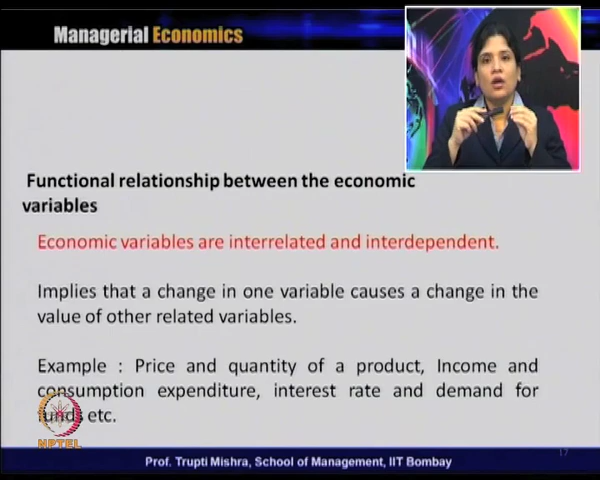 Managerial Economics
Functional relationship between the economic
variables
Economic variables are interrelated and interdependent.
Implies that a change in one variable causes a change in the
value of other related variables.
Example : Price and quantity of a product, Income and
consumption expenditure, interest rate and demand for
funds etc.
NPTEL
Prof. Trupti Mishra, School of Management, IIT Bombay
17